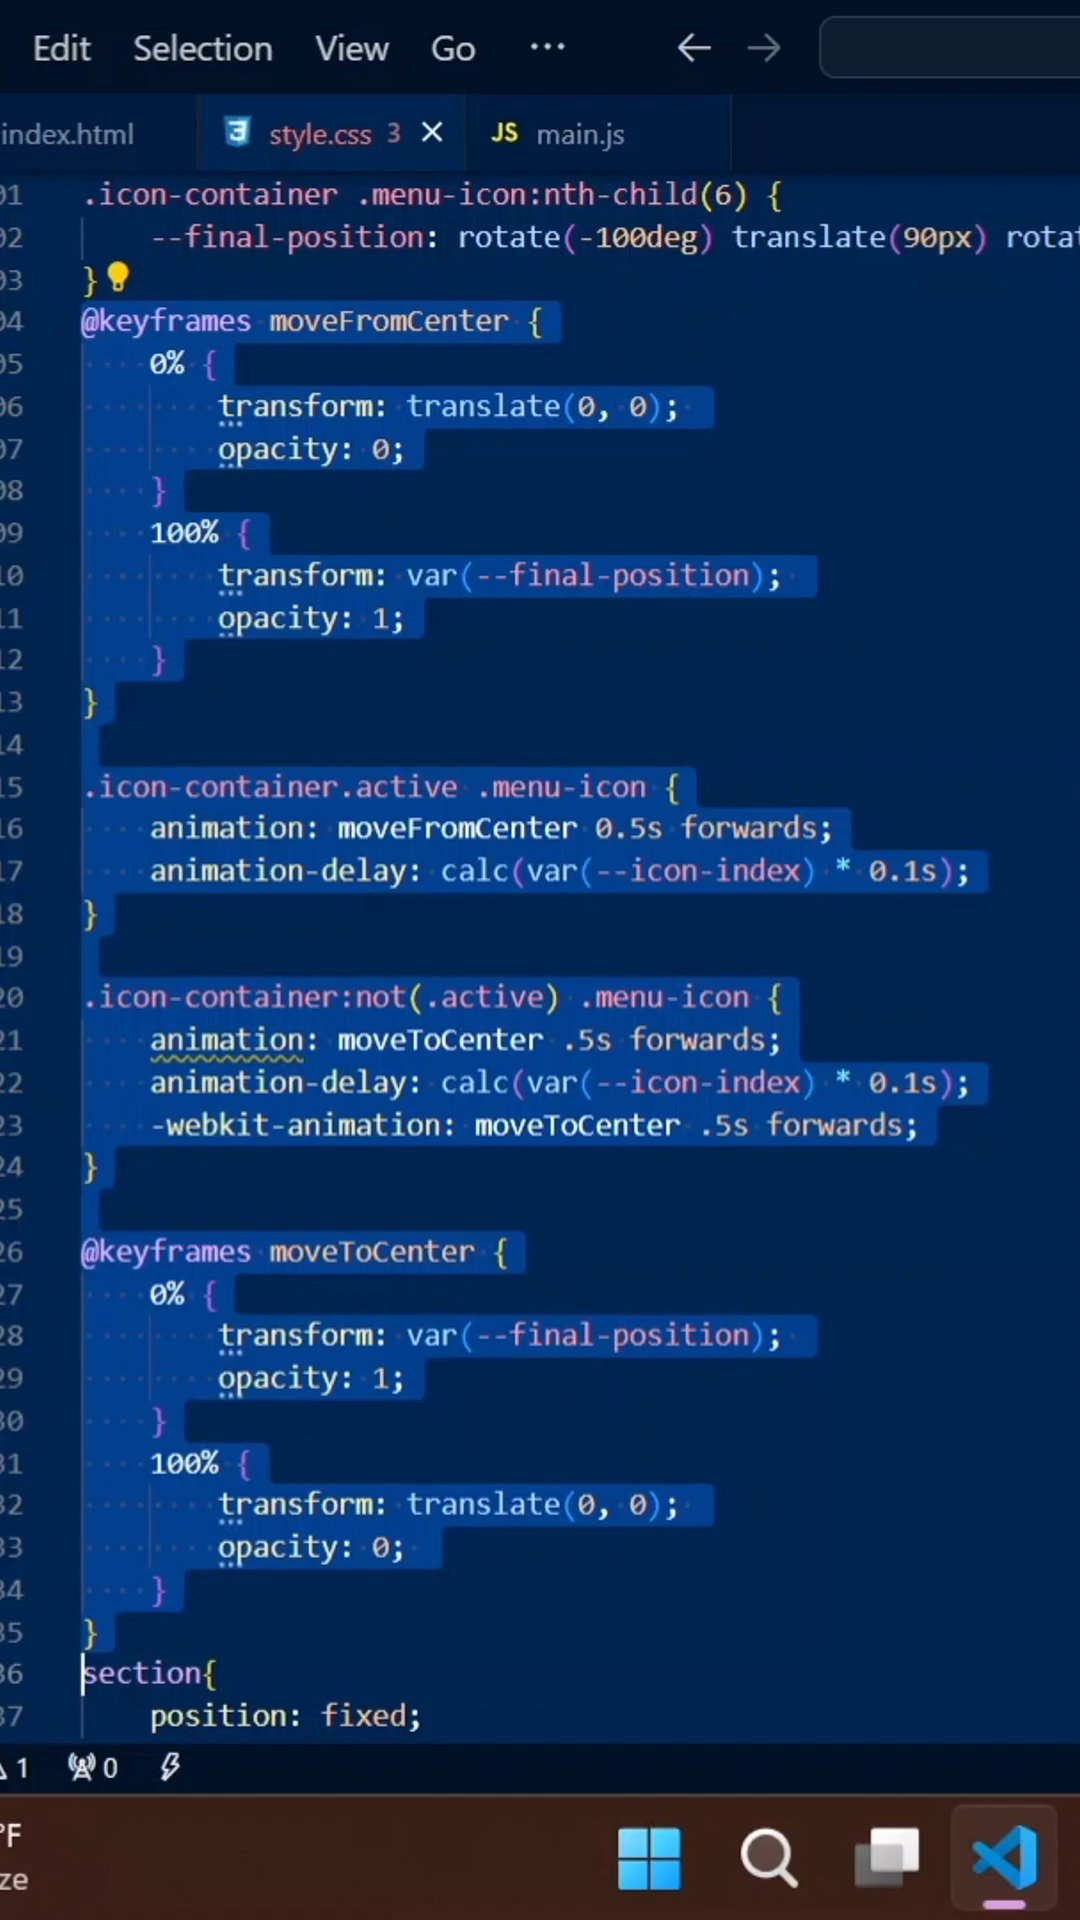 Edit Selection View Go ···
index.html style.css 3 × JS main.js
01 .icon-container .menu-icon:nth-child(6) {
02 --final-position: rotate(-100deg) translate(90px) rotat
03 }
04 @keyframes moveFromCenter {
05 0% {
06 transform: translate(0, 0);
07 opacity: 0;
08 }
09 100% {
10 transform: var(--final-position);
11 opacity: 1;
12 }
13 }
14
15 .icon-container.active .menu-icon {
16 animation: moveFromCenter 0.5s forwards;
17 animation-delay: calc(var(--icon-index) * 0.1s);
18 }
19
20 .icon-container:not(.active) .menu-icon {
21 animation: moveToCenter .5s forwards;
22 animation-delay: calc(var(--icon-index) * 0.1s);
23 -webkit-animation: moveToCenter .5s forwards;
24 }
25
26 @keyframes moveToCenter {
27 0% {
28 transform: var(--final-position);
29 opacity: 1;
30 }
31 100% {
32 transform: translate(0, 0);
33 opacity: 0;
34 }
35 }
36 section{
37 position: fixed;
1 0
°F
ze